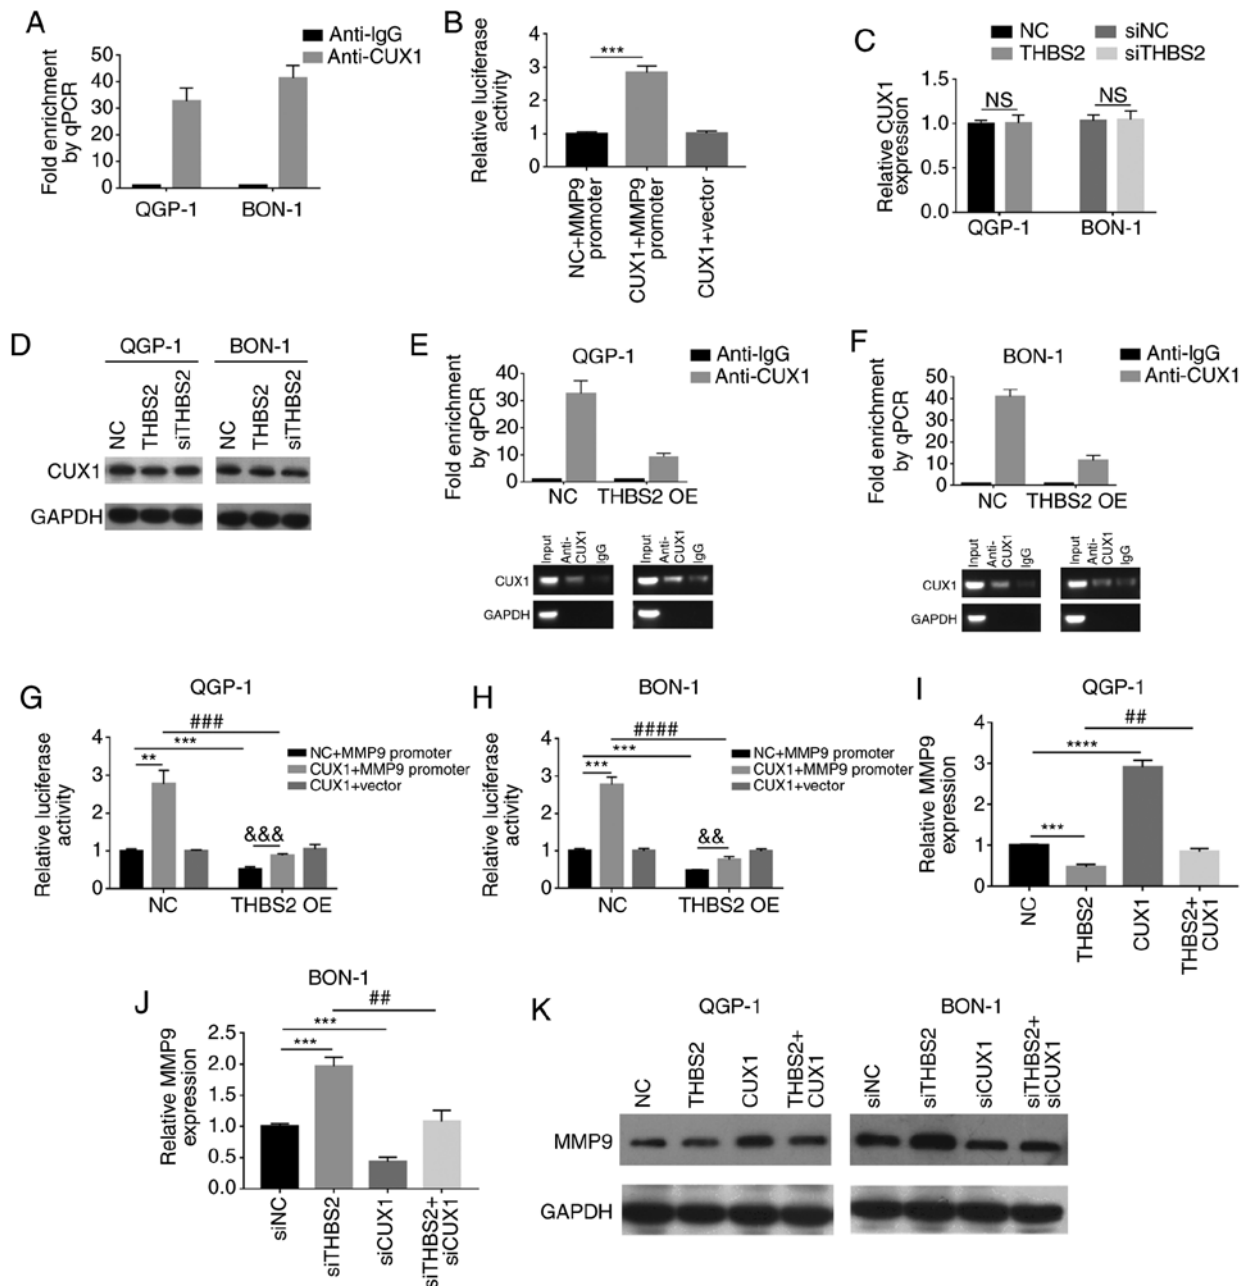 A
Anti-IgG
Anti-CUX1
Fold enrichment
by qPCR
50
40
30
20
10
0
QGP-1
BON-1
B
Relative luciferase
activity
4
3
2
1
0
***
NC+MMP9
promoter
CUX1+MMP9
promoter
CUX1+vector
C
NC
THBS2
siNC
siTHBS2
Relative CUX1
expression
1.5
1.0
0.5
0.0
NS
NS
QGP-1
BON-1
D
QGP-1
BON-1
NC
THBS2
siTHBS2
NC
THBS2
siTHBS2
CUX1
GAPDH
E
QGP-1
Anti-IgG
Anti-CUX1
Fold enrichment
by qPCR
40
30
20
10
0
NC
THBS2 OE
Input
Anti-
CUX1
IgG
Input
Anti-
CUX1
IgG
CUX1
GAPDH
F
BON-1
Anti-IgG
Anti-CUX1
Fold enrichment
by qPCR
50
40
30
20
10
0
NC
THBS2 OE
Input
Anti-
CUX1
IgG
Input
Anti-
CUX1
IgG
CUX1
GAPDH
G
QGP-1
Relative luciferase
activity
4
3
2
1
0
###
***
**
&&&
NC+MMP9 promoter
CUX1+MMP9 promoter
CUX1+vector
NC
THBS2 OE
H
BON-1
Relative luciferase
activity
4
3
2
1
0
####
***
***
&&
NC+MMP9 promoter
CUX1+MMP9 promoter
CUX1+vector
NC
THBS2 OE
I
QGP-1
Relative MMP9
expression
4
3
2
1
0
##
****
***
NC
THBS2
CUX1
THBS2+
CUX1
J
BON-1
Relative MMP9
expression
2.5
2.0
1.5
1.0
0.5
0.0
##
***
***
siNC
siTHBS2
siCUX1
siTHBS2+
siCUX1
K
QGP-1
BON-1
NC
THBS2
CUX1
THBS2+
CUX1
siNC
siTHBS2
siCUX1
siTHBS2+
siCUX1
MMP9
GAPDH